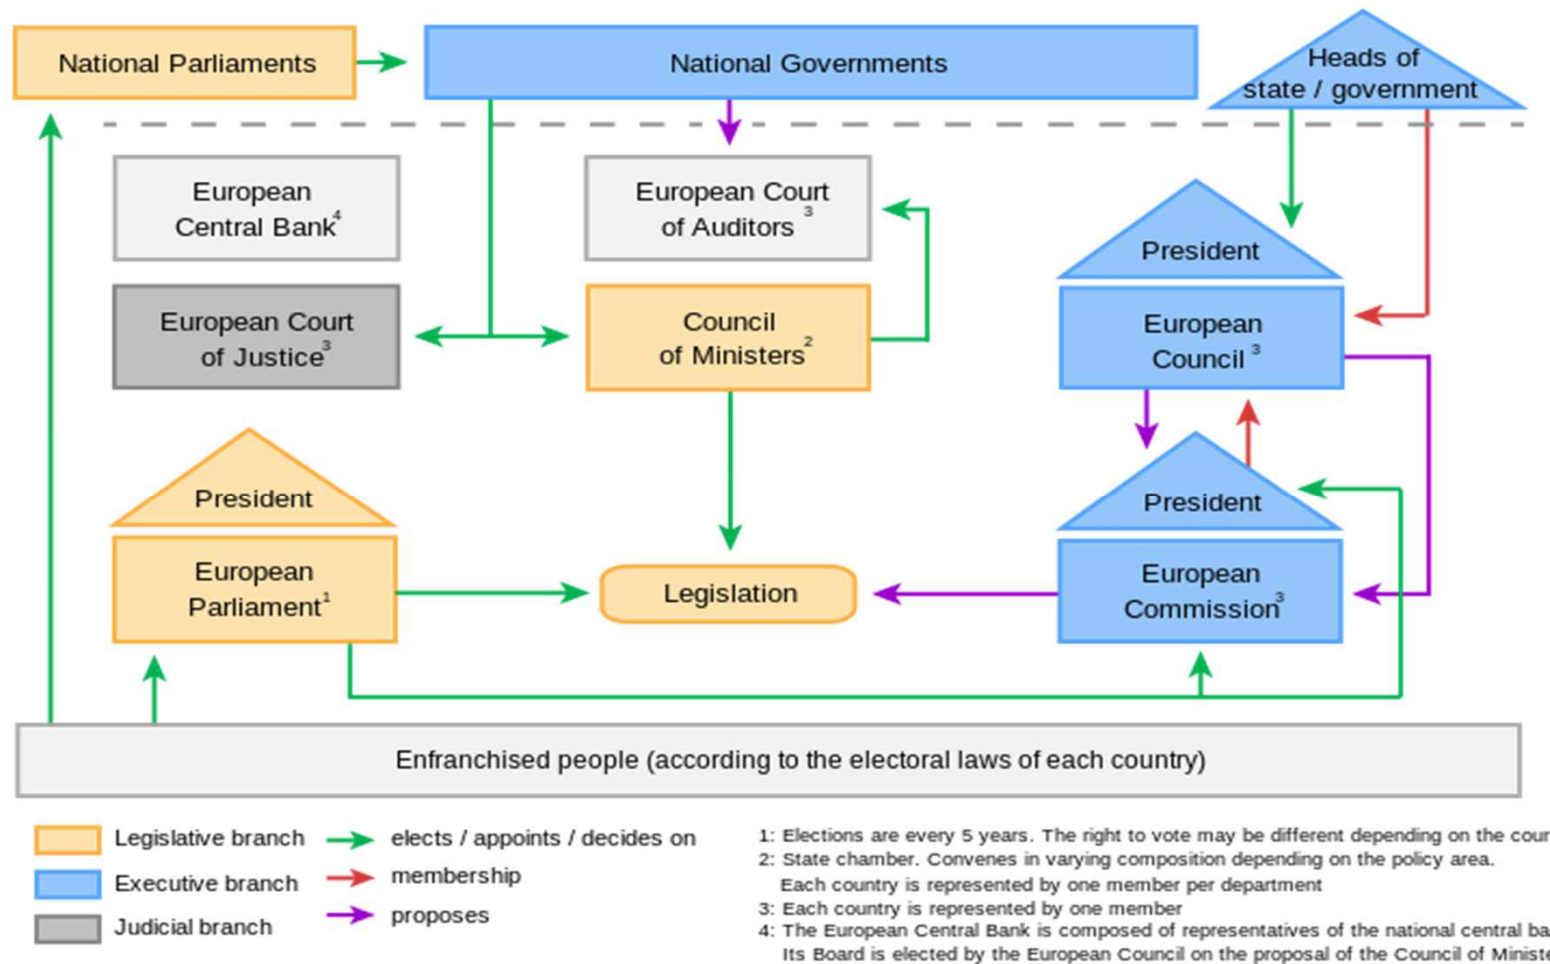 National Parliaments
National Governments
Heads of
state / government
European
Central Bank4
European Court
of Auditors 3
President
European Court
of Justice3
Council
of Ministers2
European
Council 3
President
President
European
Parliament1
Legislation
European
Commission3
Enfranchised people (according to the electoral laws of each country)
Legislative branch
Executive branch
Judicial branch
elects / appoints / decides on
membership
proposes
1: Elections are every 5 years. The right to vote may be different depending on the
2: State chamber. Convenes in varying composition depending on the policy area.
Each country is represented by one member per department
3: Each country is represented by one member
4: The European Central Bank is composed of representatives of the national central
Its Board is elected by the European Council on the proposal of the Council of